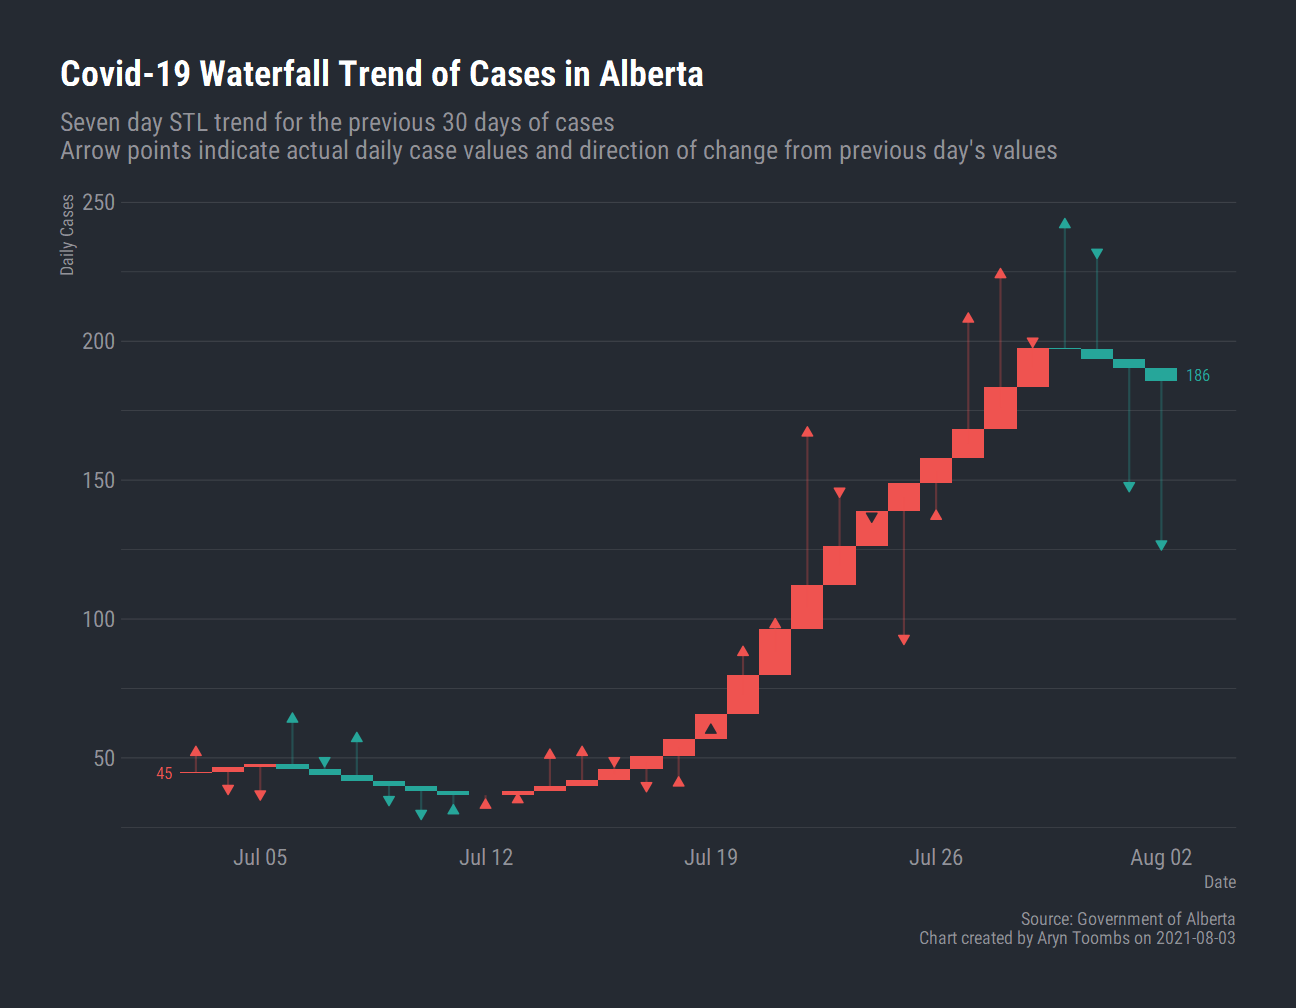 Covid-19 Waterfall Trend of Cases in Alberta
Seven day STL trend for the previous 30 days of cases
Arrow points indicate actual daily case values and direction of change from previous day's values
Daily Cases
250
200
150
100
50
45
186
Jul 05
Jul 12
Jul 19
Jul 26
Aug 02
Date
Source: Government of Alberta
Chart created by Aryn Toombs on 2021-08-03